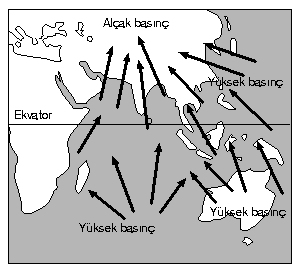 Alçak basınç
Yüksek basınç
Ekvator
Yüksek basınç
Yüksek basınç